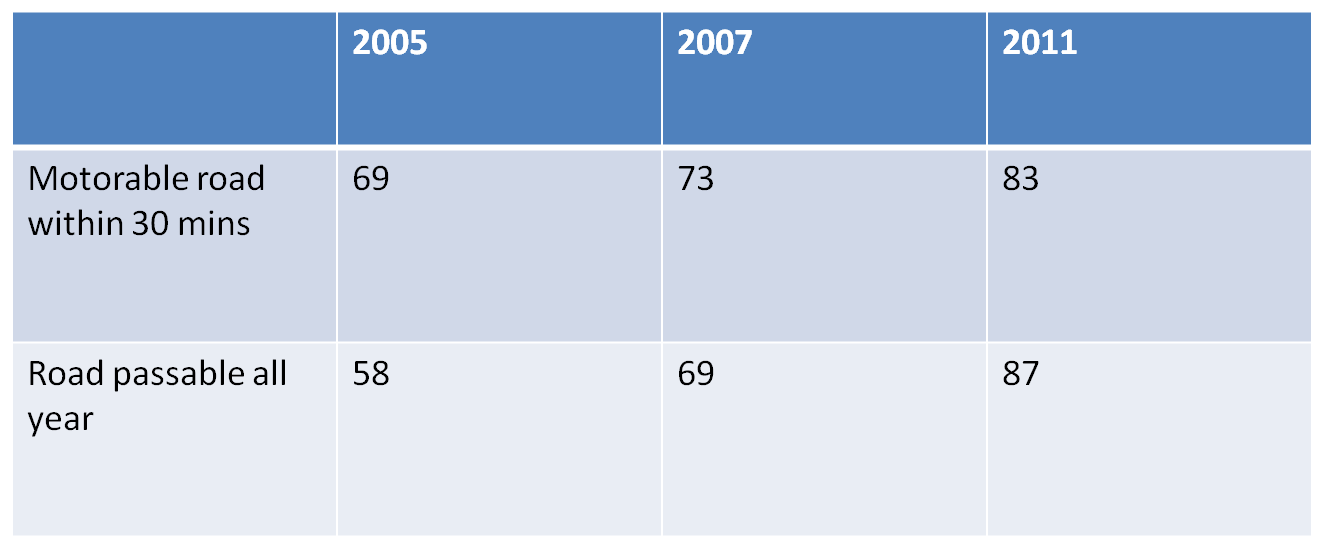 2005 2007 2011
Motorable road 69 73 83
within 30 mins
Road passable all 58 69 87
year